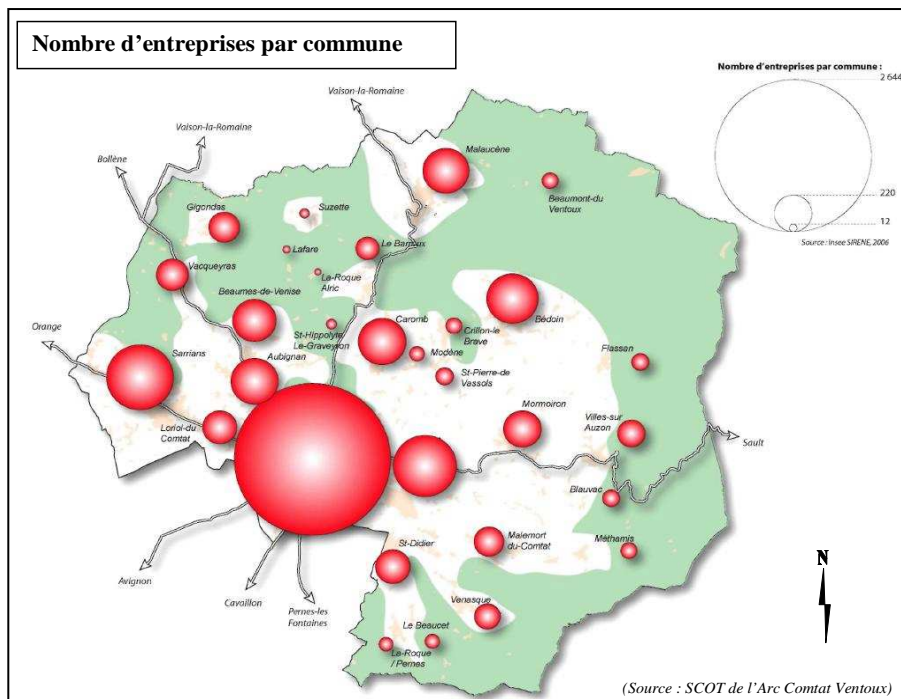 Nombre d'entreprises par commune
Nombre d'entreprises par commune :
2 644
220
12
Source : Insee SIRENE, 2006
Vaison-la-Romaine
Vaison-la-Romaine
Bollène
Malaucène
Beaumont-du
Ventoux
Gigondas
Suzette
Lafare
Le Barroux
Vacqueyras
La-Roque
Alric
Beaumes-de-Venise
St-Hippolyte
Le-Graveyron
Caromb
Crillon-le
Brave
Bédoin
Orange
Sarrians
Aubignan
Modène
St-Pierre-de
Vassols
Flassan
Loriol-du
Comtat
Mormoiron
Villes-sur
Auzon
Sault
Blauvac
St-Didier
Malemort
du-Comtat
Méthamis
Avignon
Cavaillon
Pernes-les
Fontaines
Venasque
Le Beaucet
La-Roque
/ Pernes
N
(Source : SCOT de l'Arc Comtat Ventoux)